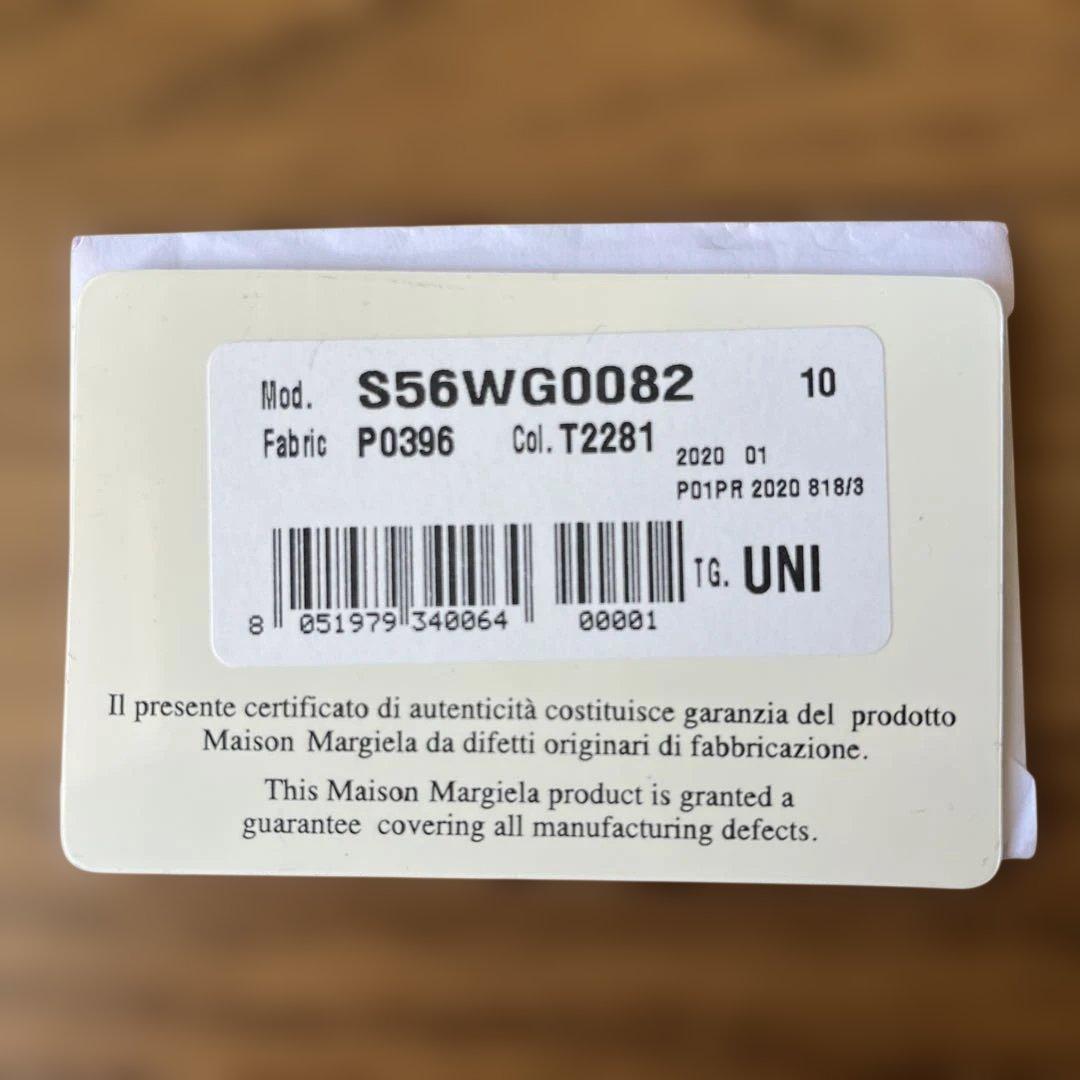 Mod. S56WG0082 10
Fabric P0396 Col. T2281
2020 01
P01PR 2020 818/3
TG. UNI
8 051979 340064 00001
Il presente certificato di autenticità costituisce garanzia del prodotto
Maison Margiela da difetti originari di fabbricazione.
This Maison Margiela product is granted a
guarantee covering all manufacturing defects.